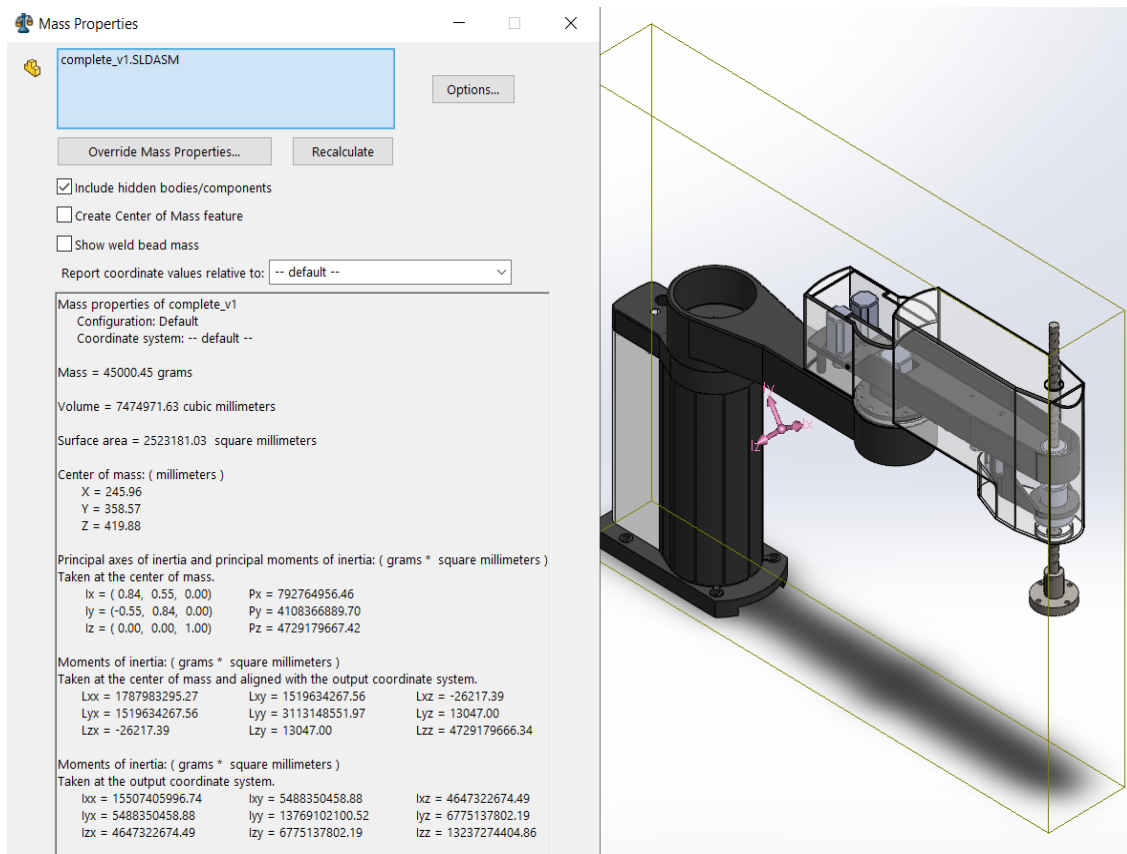 Mass Properties
complete_v1.SLDASM
Options...
Override Mass Properties...
Recalculate
Include hidden bodies/components
Create Center of Mass feature
Show weld bead mass
Report coordinate values relative to: -- default --
Mass properties of complete_v1
Configuration: Default
Coordinate system: -- default --
Mass = 45000.45 grams
Volume = 7474971.63 cubic millimeters
Surface area = 2523181.03 square millimeters
Center of mass: ( millimeters )
X = 245.96
Y = 358.57
Z = 419.88
Principal axes of inertia and principal moments of inertia: ( grams * square millimeters )
Taken at the center of mass.
Ix = ( 0.84, 0.55, 0.00) Px = 792764956.46
Iy = (-0.55, 0.84, 0.00) Py = 4108366889.70
Iz = ( 0.00, 0.00, 1.00) Pz = 4729179667.42
Moments of inertia: ( grams * square millimeters )
Taken at the center of mass and aligned with the output coordinate system.
Lxx = 1787983295.27 Lxy = 1519634267.56 Lxz = -26217.39
Lyx = 1519634267.56 Lyy = 3113148551.97 Lyz = 13047.00
Lzx = -26217.39 Lzy = 13047.00 Lzz = 4729179666.34
Moments of inertia: ( grams * square millimeters )
Taken at the output coordinate system.
Ixx = 15507405996.74 Ixy = 5488350458.88 Ixz = 4647322674.49
Iyx = 5488350458.88 Iyy = 13769102100.52 Iyz = 6775137802.19
Izx = 4647322674.49 Izy = 6775137802.19 Izz = 13237274404.86
Iy
Ix
Iz